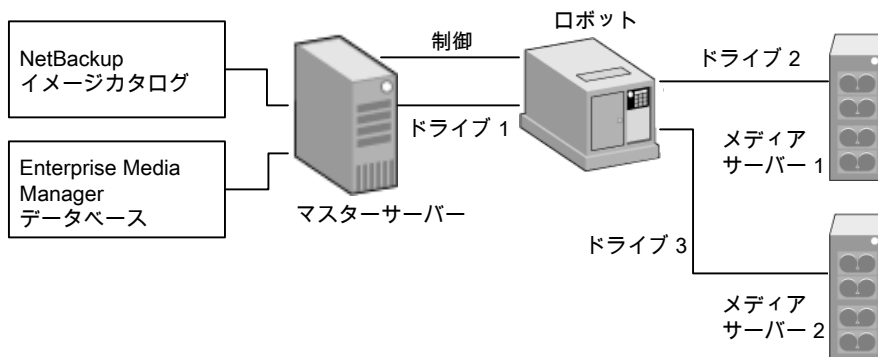 NetBackup
イメージカタログ
Enterprise Media
Manager
データベース
マスターサーバー
制御
ドライブ 1
ロボット
ドライブ 2
メディア
サーバー 1
ドライブ 3
メディア
サーバー 2